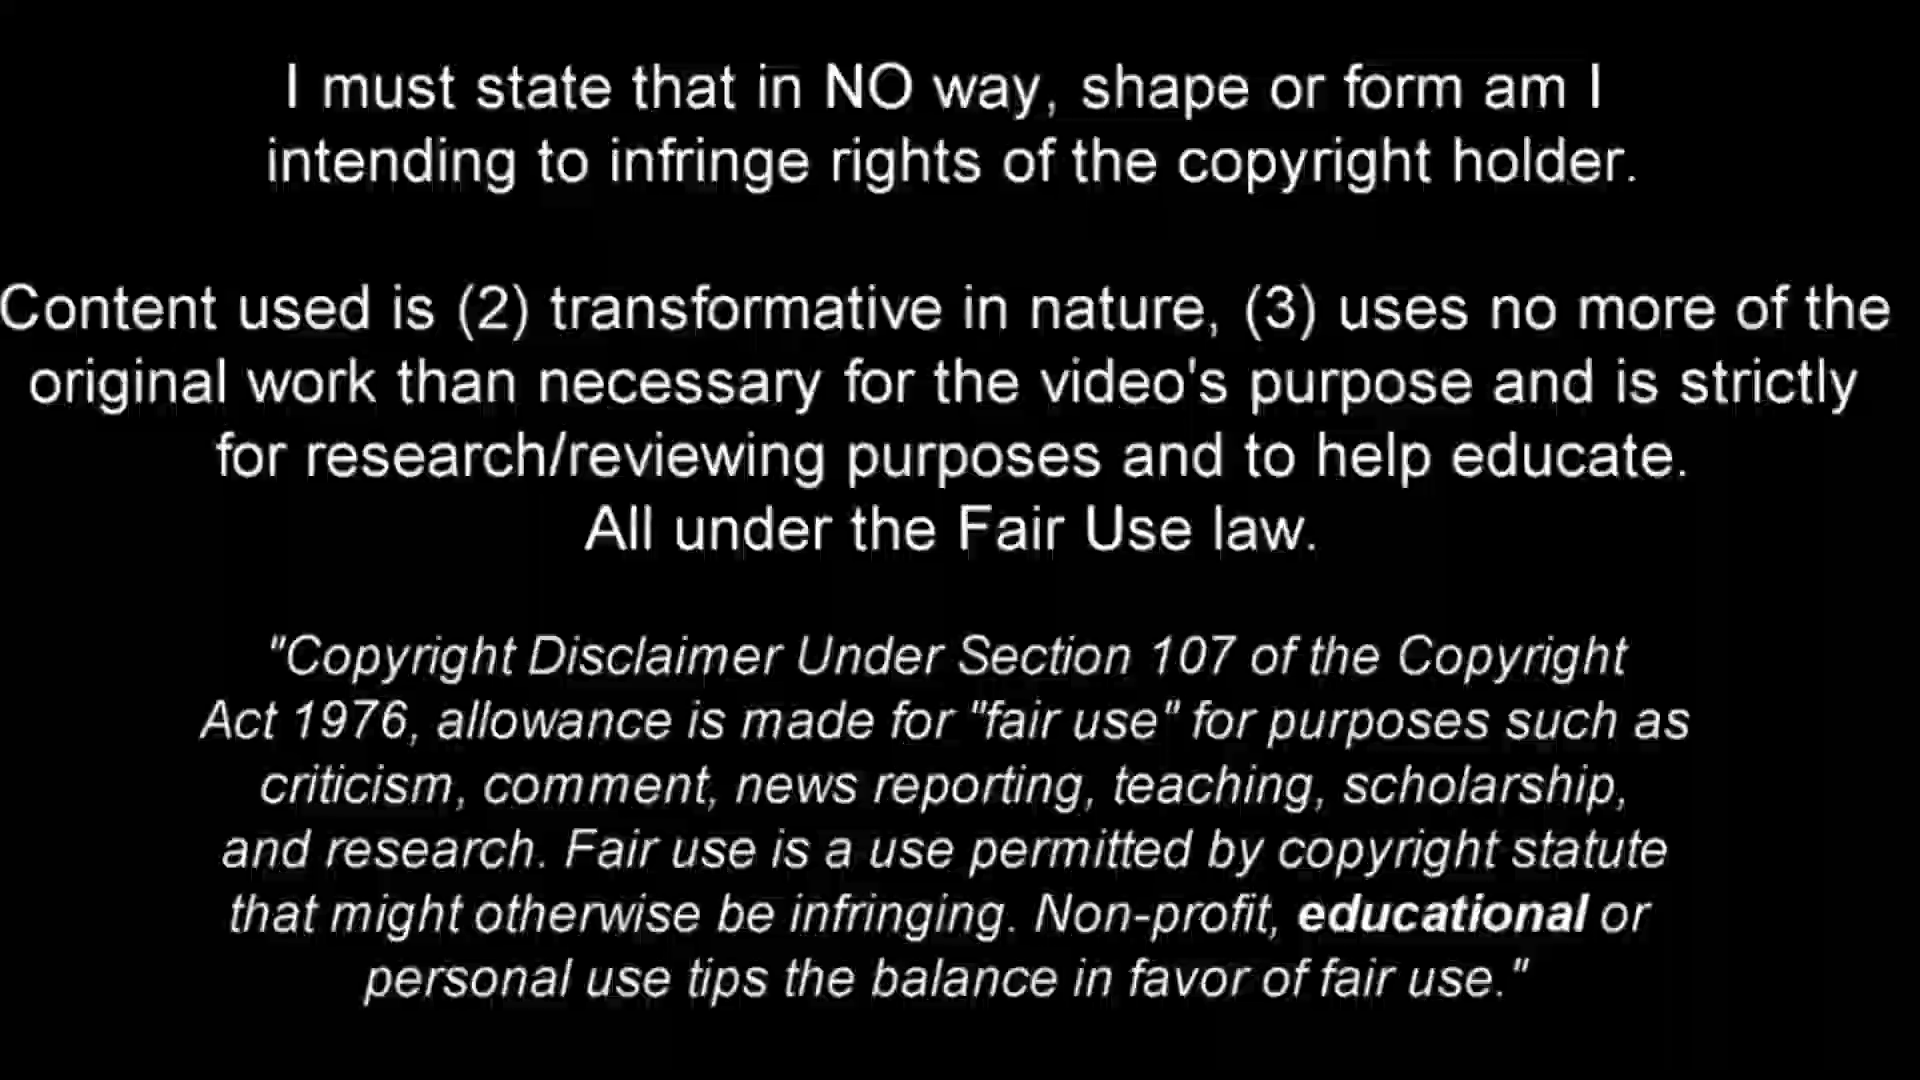 I must state that in NO way, shape or form am I
intending to infringe rights of the copyright holder.
Content used is (2) transformative in nature, (3) uses no more of the
original work than necessary for the video's purpose and is strictly
for research/reviewing purposes and to help educate.
All under the Fair Use law.
"Copyright Disclaimer Under Section 107 of the Copyright
Act 1976, allowance is made for "fair use" for purposes such as
criticism, comment, news reporting, teaching, scholarship,
and research. Fair use is a use permitted by copyright statute
that might otherwise be infringing. Non-profit, educational or
personal use tips the balance in favor of fair use."